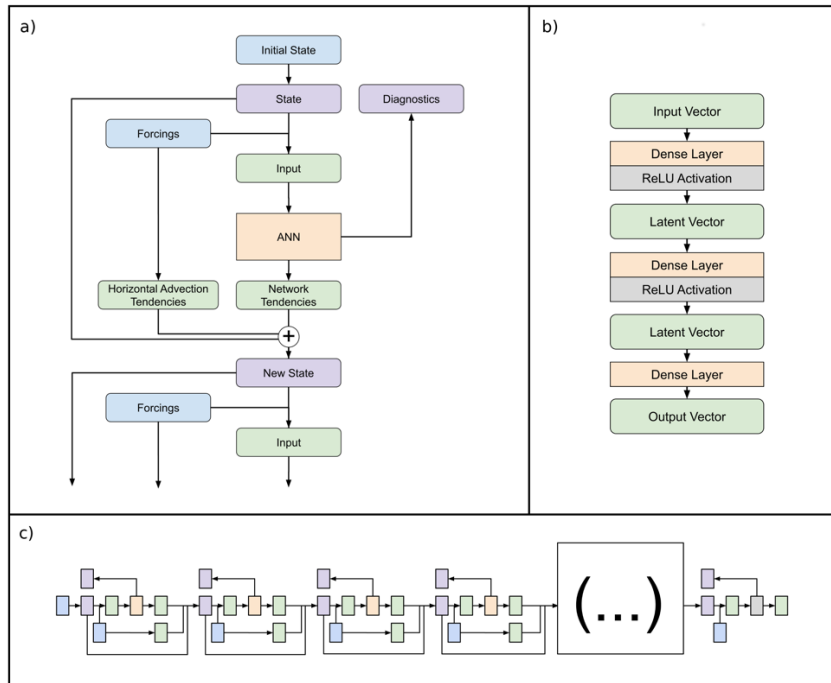 a)
Initial State
State
Diagnostics
Forcings
Input
ANN
Horizontal Advection
Tendencies
Network
Tendencies
+
New State
Forcings
Input
b)
Input Vector
Dense Layer
ReLU Activation
Latent Vector
Dense Layer
ReLU Activation
Latent Vector
Dense Layer
Output Vector
c)
(...)